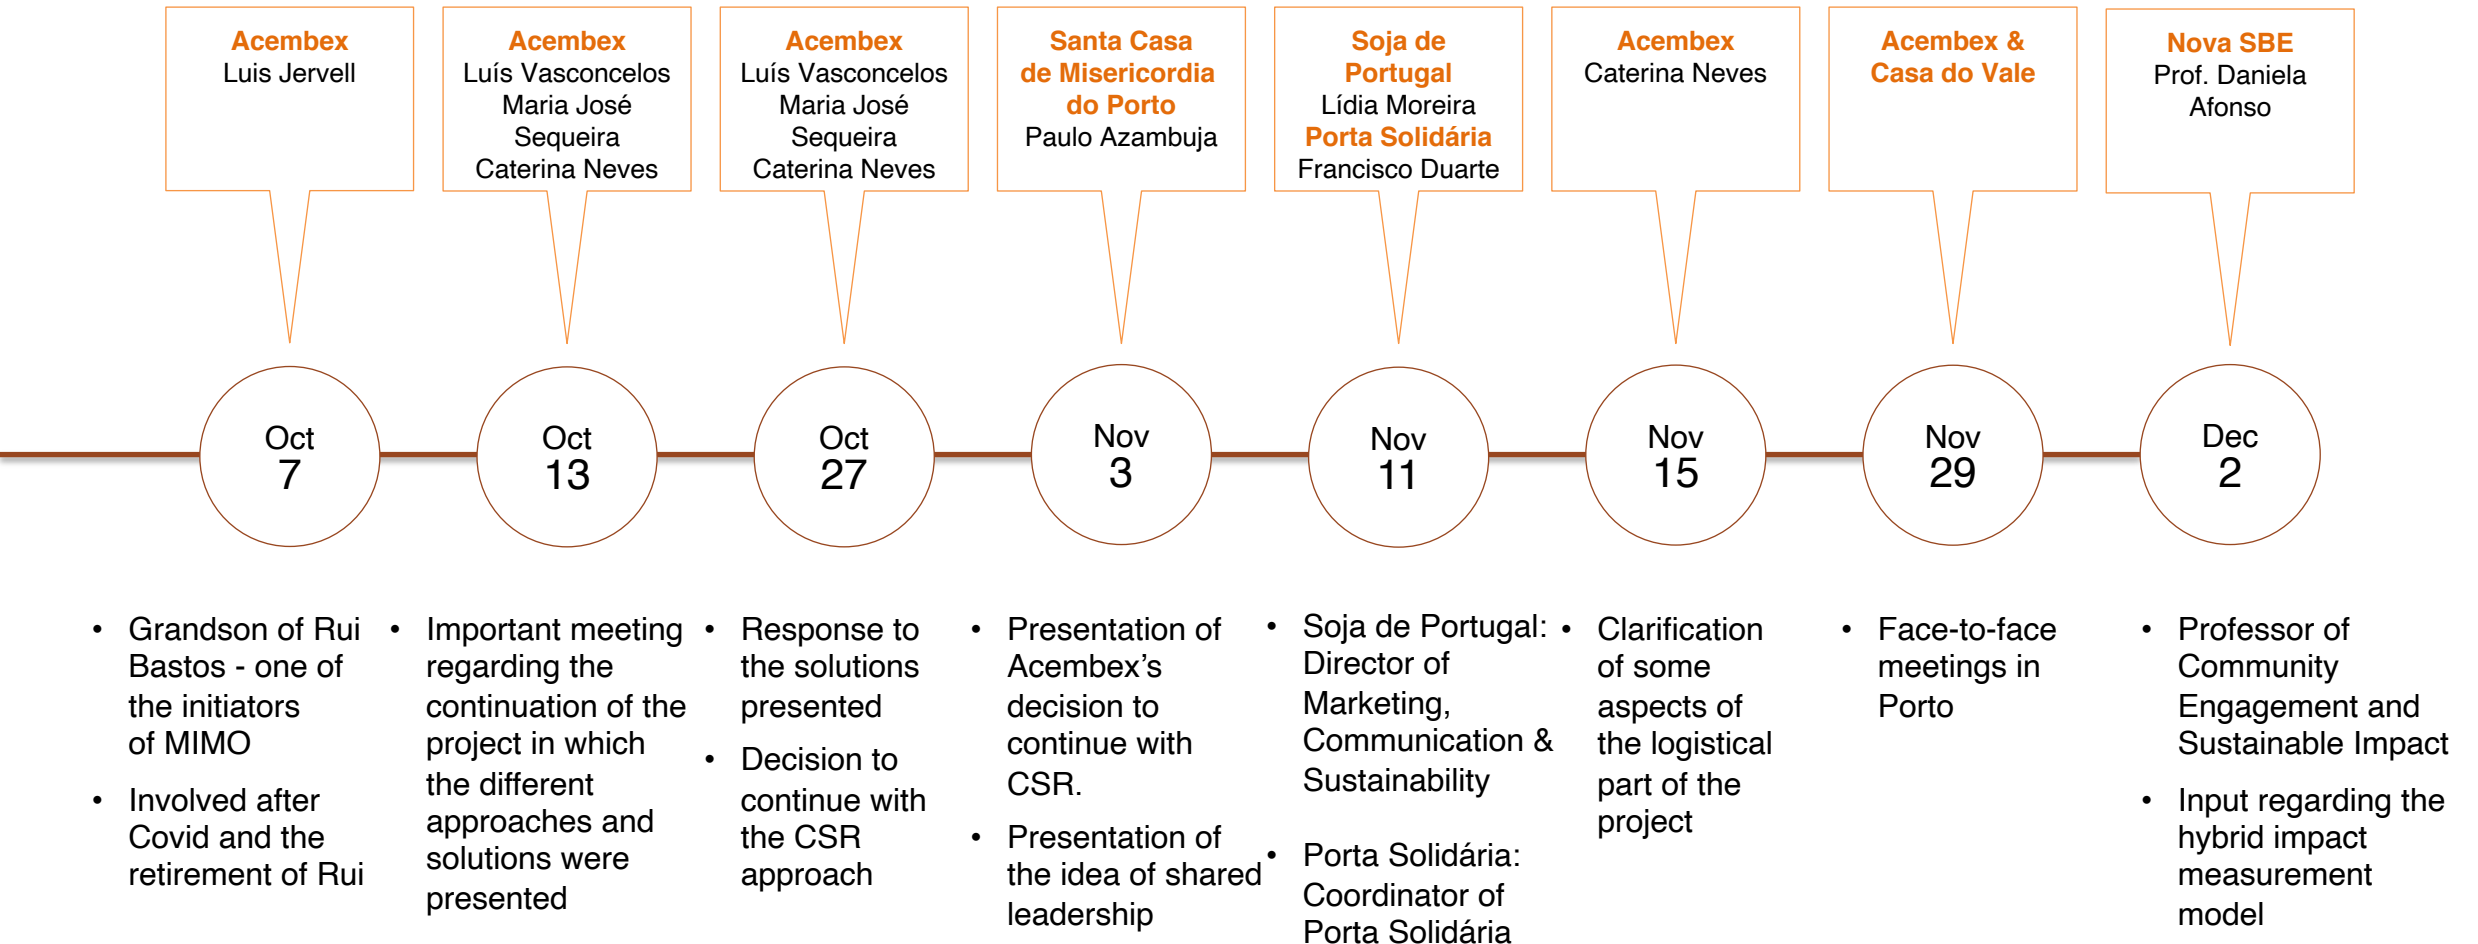 Acembex
Luis Jervell
Acembex
Luís Vasconcelos
Maria José
Sequeira
Caterina Neves
Acembex
Luís Vasconcelos
Maria José
Sequeira
Caterina Neves
Santa Casa
de Misericordia
do Porto
Paulo Azambuja
Soja de
Portugal
Lídia Moreira
Porta Solidária
Francisco Duarte
Acembex
Caterina Neves
Acembex &
Casa do Vale
Nova SBE
Prof. Daniela
Afonso
Oct
7
Oct
13
Oct
27
Nov
3
Nov
11
Nov
15
Nov
29
Dec
2
• Grandson of Rui
Bastos - one of
the initiators
of MIMO
• Involved after
Covid and the
retirement of Rui
• Important meeting
regarding the
continuation of the
project in which
the different
approaches and
solutions were
presented
• Response to
the solutions
presented
• Decision to
continue with
the CSR
approach
• Presentation of
Acembex’s
decision to
continue with
CSR.
• Presentation of
the idea of shared
leadership
• Soja de Portugal:
Director of
Marketing,
Communication &
Sustainability
• Porta Solidária:
Coordinator of
Porta Solidária
• Clarification
of some
aspects of
the logistical
part of the
project
• Face-to-face
meetings in
Porto
• Professor of
Community
Engagement and
Sustainable Impact
• Input regarding the
hybrid impact
measurement
model